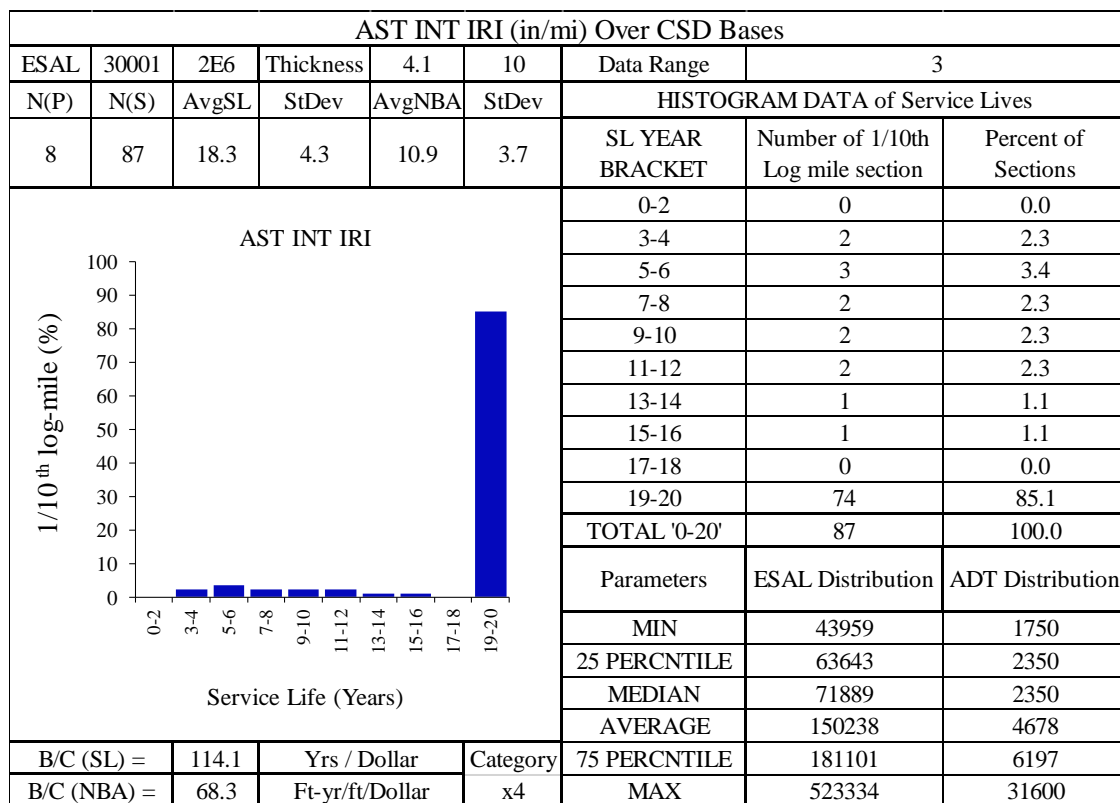 AST INT IRI (in/mi) Over CSD Bases
ESAL 30001 2E6 Thickness 4.1 10 Data Range 3
N(P) N(S) AvgSL StDev AvgNBA StDev HISTOGRAM DATA of Service Lives
8 87 18.3 4.3 10.9 3.7
SL YEAR BRACKET Number of 1/10th Log mile section Percent of Sections
0-2 0 0.0
3-4 2 2.3
5-6 3 3.4
7-8 2 2.3
9-10 2 2.3
11-12 2 2.3
13-14 1 1.1
15-16 1 1.1
17-18 0 0.0
19-20 74 85.1
TOTAL '0-20' 87 100.0
Parameters ESAL Distribution ADT Distribution
MIN 43959 1750
25 PERCNTILE 63643 2350
MEDIAN 71889 2350
AVERAGE 150238 4678
75 PERCNTILE 181101 6197
MAX 523334 31600
AST INT IRI
1/10 th log-mile (%)
100
90
80
70
60
50
40
30
20
10
0
0-2 3-4 5-6 7-8 9-10 11-12 13-14 15-16 17-18 19-20
Service Life (Years)
B/C (SL) = 114.1 Yrs / Dollar Category
B/C (NBA) = 68.3 Ft-yr/ft/Dollar x4